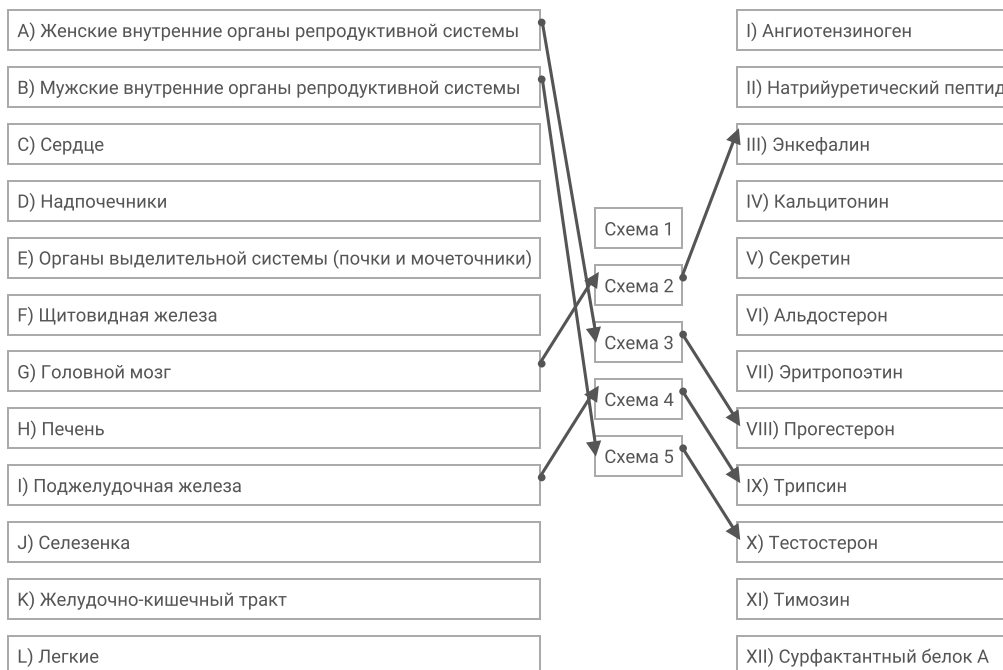 A) Женские внутренние органы репродуктивной системы
B) Мужские внутренние органы репродуктивной системы
C) Сердце
D) Надпочечники
E) Органы выделительной системы (почки и мочеточники)
F) Щитовидная железа
G) Головной мозг
H) Печень
I) Поджелудочная железа
J) Селезенка
K) Желудочно-кишечный тракт
L) Легкие
Схема 1
Схема 2
Схема 3
Схема 4
Схема 5
I) Ангиотензиноген
II) Натрийуретический пептид
III) Энкефалин
IV) Кальцитонин
V) Секретин
VI) Альдостерон
VII) Эритропоэтин
VIII) Прогестерон
IX) Трипсин
X) Тестостерон
XI) Тимозин
XII) Сурфактантный белок А